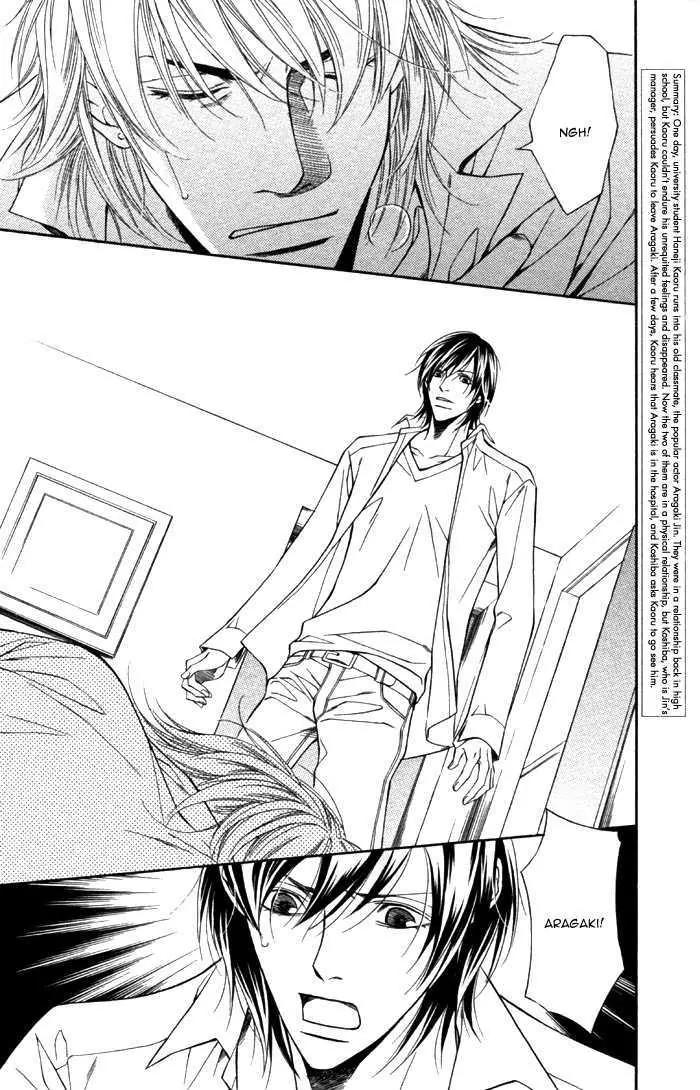 NGH!
Summary: One day, university student Haneji Kaoru runs into his old classmate, the popular actor Aragaki Jin. They were in a relationship back in high
school, but Kaoru couldn't endure his unrequited feelings and disappeared. Now the two of them are in a physical relationship, but Koshiba, who is Jin's
manager, persuades Kaoru to leave Aragaki. After a few days, Kaoru hears that Aragaki is in the hospital, and Koshiba asks Kaoru to go see him.
ARAGAKI!